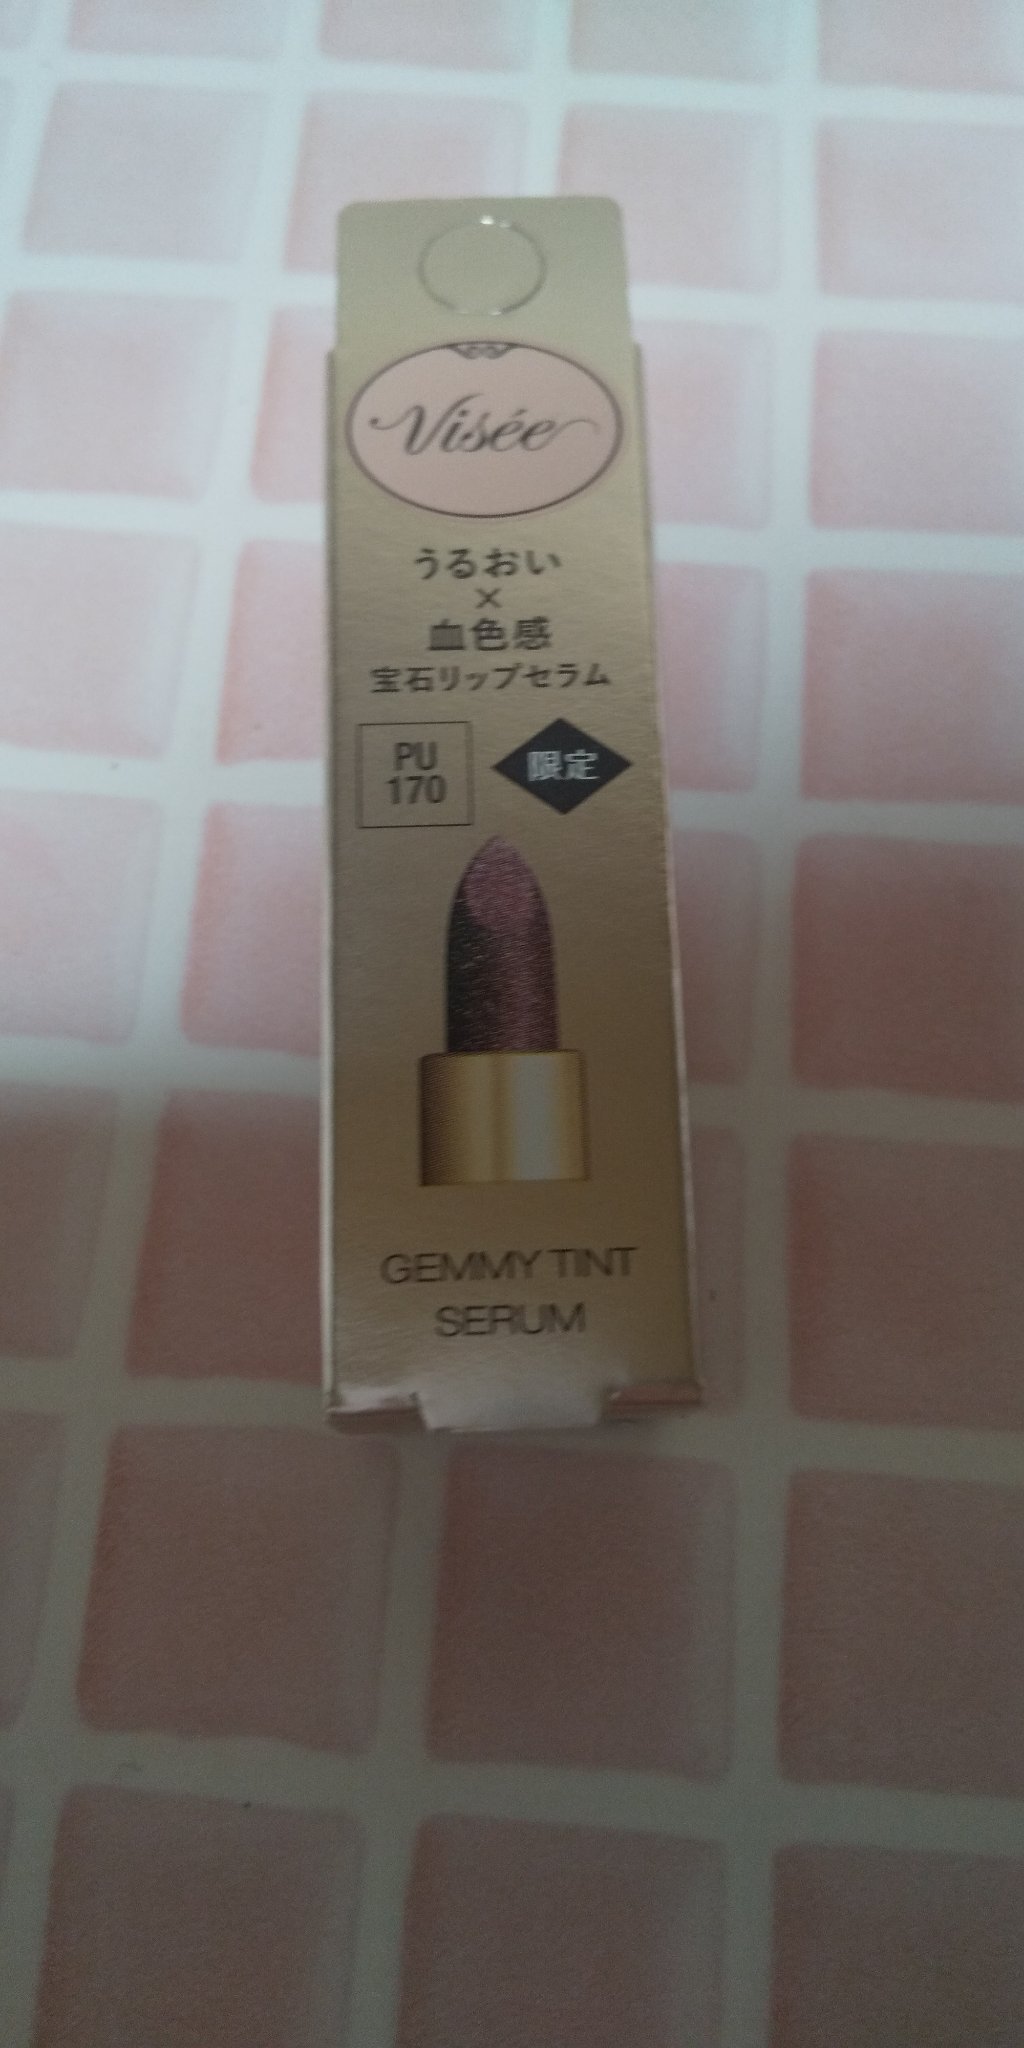 Visée
うるおい
×
血色感
宝石リップセラム
PU
170
限定
GEMMY TINT
SERUM